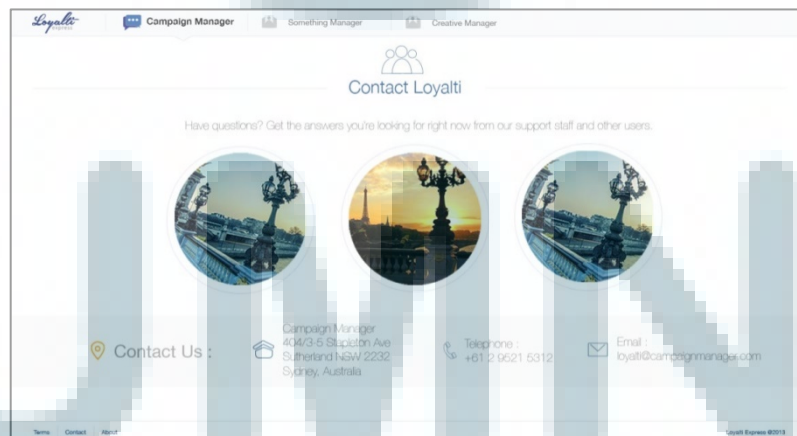 Loyalti
express
Campaign Manager
Something Manager
Creative Manager
Contact Loyalti
Have questions? Get the answers you're looking for right now from our support staff and other users.
Contact Us :
Campaign Manager
404/3-5 Stapleton Ave
Sutherland NSW 2232
Sydney, Australia
Telephone :
+61 2 9521 5312
Email :
loyalti@campaignmanager.com
Terms Contact About
Loyalti Express ©2013